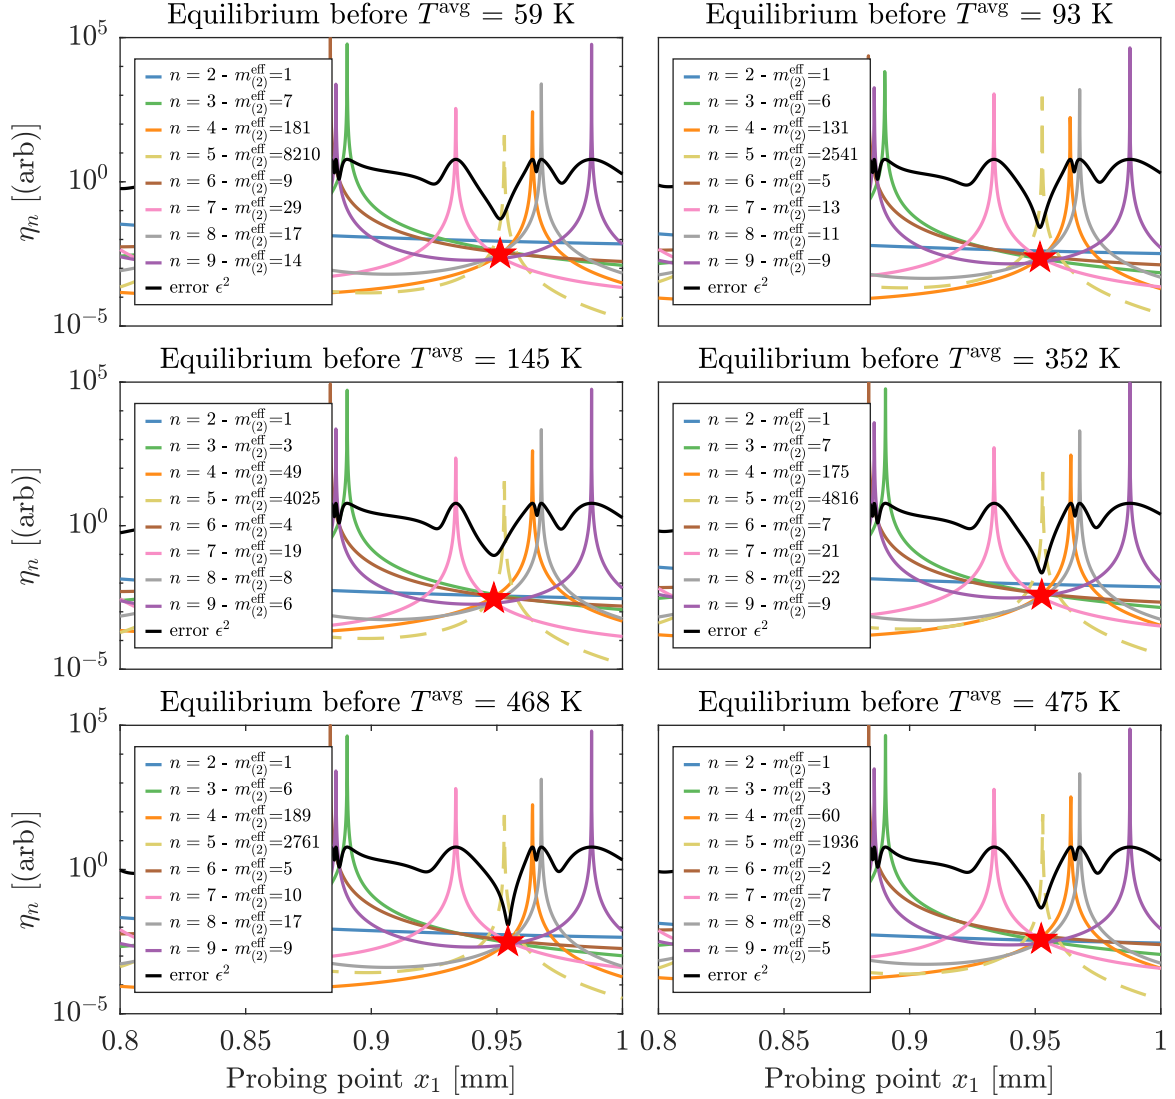 Equilibrium before T^avg = 59 K
Equilibrium before T^avg = 93 K
10^5
10^0
10^-5
η_n [(arb)]
n = 2 - m^eff_(2)=1
n = 3 - m^eff_(2)=7
n = 4 - m^eff_(2)=181
n = 5 - m^eff_(2)=8210
n = 6 - m^eff_(2)=9
n = 7 - m^eff_(2)=29
n = 8 - m^eff_(2)=17
n = 9 - m^eff_(2)=14
error ϵ^2
n = 2 - m^eff_(2)=1
n = 3 - m^eff_(2)=6
n = 4 - m^eff_(2)=131
n = 5 - m^eff_(2)=2541
n = 6 - m^eff_(2)=5
n = 7 - m^eff_(2)=13
n = 8 - m^eff_(2)=11
n = 9 - m^eff_(2)=9
error ϵ^2
Equilibrium before T^avg = 145 K
Equilibrium before T^avg = 352 K
10^5
10^0
10^-5
η_n [(arb)]
n = 2 - m^eff_(2)=1
n = 3 - m^eff_(2)=3
n = 4 - m^eff_(2)=49
n = 5 - m^eff_(2)=4025
n = 6 - m^eff_(2)=4
n = 7 - m^eff_(2)=19
n = 8 - m^eff_(2)=8
n = 9 - m^eff_(2)=6
error ϵ^2
n = 2 - m^eff_(2)=1
n = 3 - m^eff_(2)=7
n = 4 - m^eff_(2)=175
n = 5 - m^eff_(2)=4816
n = 6 - m^eff_(2)=7
n = 7 - m^eff_(2)=21
n = 8 - m^eff_(2)=22
n = 9 - m^eff_(2)=9
error ϵ^2
Equilibrium before T^avg = 468 K
Equilibrium before T^avg = 475 K
10^5
10^0
10^-5
η_n [(arb)]
n = 2 - m^eff_(2)=1
n = 3 - m^eff_(2)=6
n = 4 - m^eff_(2)=189
n = 5 - m^eff_(2)=2761
n = 6 - m^eff_(2)=5
n = 7 - m^eff_(2)=10
n = 8 - m^eff_(2)=17
n = 9 - m^eff_(2)=9
error ϵ^2
n = 2 - m^eff_(2)=1
n = 3 - m^eff_(2)=3
n = 4 - m^eff_(2)=60
n = 5 - m^eff_(2)=1936
n = 6 - m^eff_(2)=2
n = 7 - m^eff_(2)=7
n = 8 - m^eff_(2)=8
n = 9 - m^eff_(2)=5
error ϵ^2
0.8 0.85 0.9 0.95 1
0.8 0.85 0.9 0.95 1
Probing point x_1 [mm]
Probing point x_1 [mm]